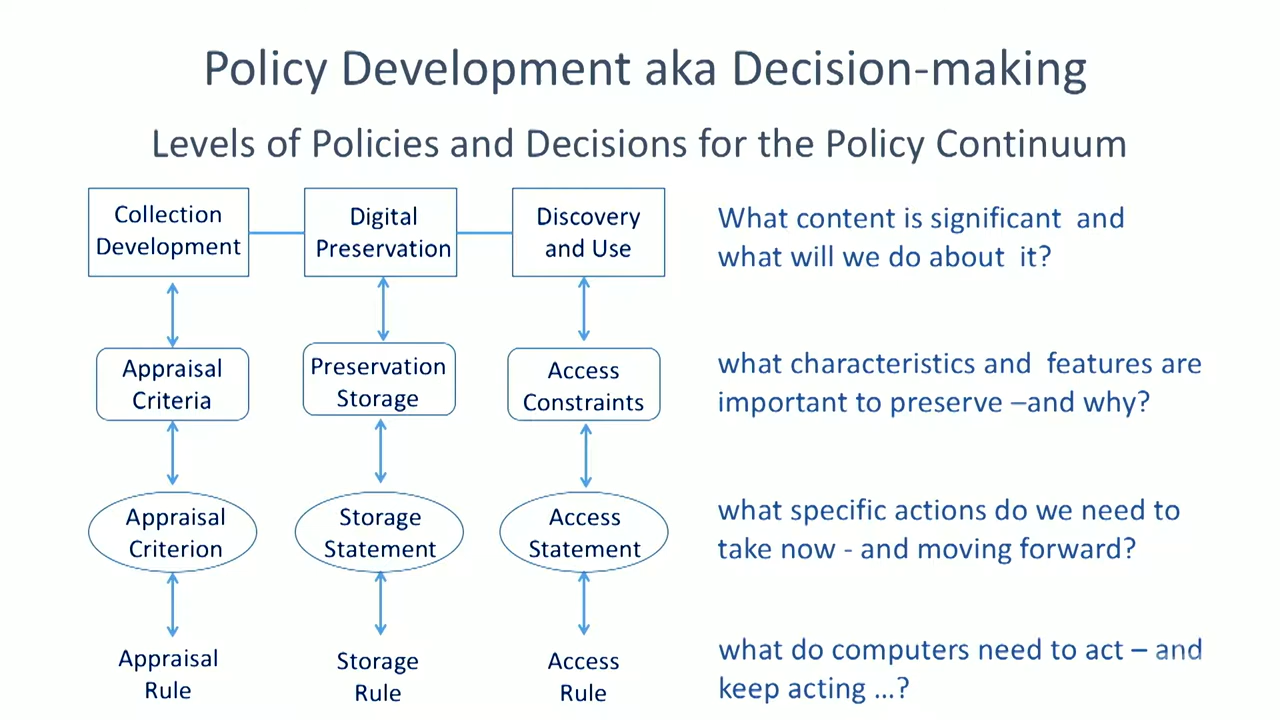 Policy Development aka Decision-making
Levels of Policies and Decisions for the Policy Continuum
Collection
Development
Digital
Preservation
Discovery
and Use
What content is significant and
what will we do about it?
Appraisal
Criteria
Preservation
Storage
Access
Constraints
what characteristics and features are
important to preserve –and why?
Appraisal
Criterion
Storage
Statement
Access
Statement
what specific actions do we need to
take now - and moving forward?
Appraisal
Rule
Storage
Rule
Access
Rule
what do computers need to act – and
keep acting ...?